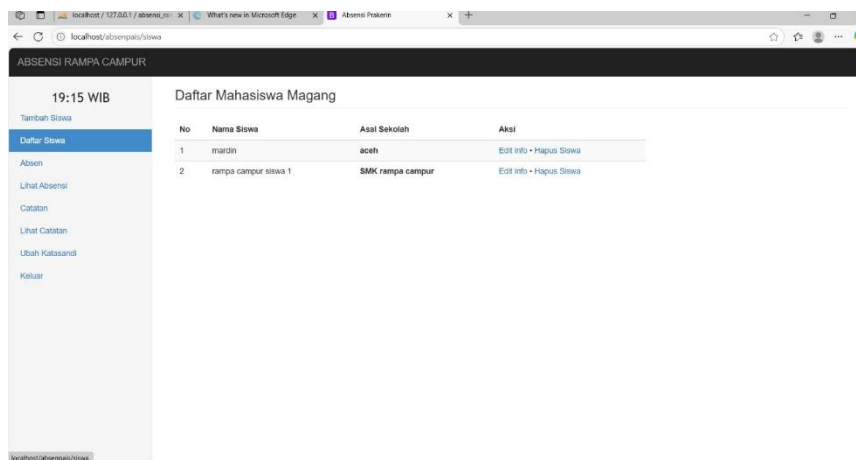 localhost / 127.0.0.1 / absensi_ra
What's new in Microsoft Edge
Absensi Prakerin
localhost/absenpais/siswa
ABSENSI RAMPA CAMPUR
19:15 WIB
Tambah Siswa
Daftar Siswa
Absen
Lihat Absensi
Catatan
Lihat Catatan
Ubah Katasandi
Keluar
Daftar Mahasiswa Magang
No Nama Siswa Asal Sekolah Aksi
1 mardin aceh Edit info • Hapus Siswa
2 rampa campur siswa 1 SMK rampa campur Edit info • Hapus Siswa
localhost/absenpais/siswa